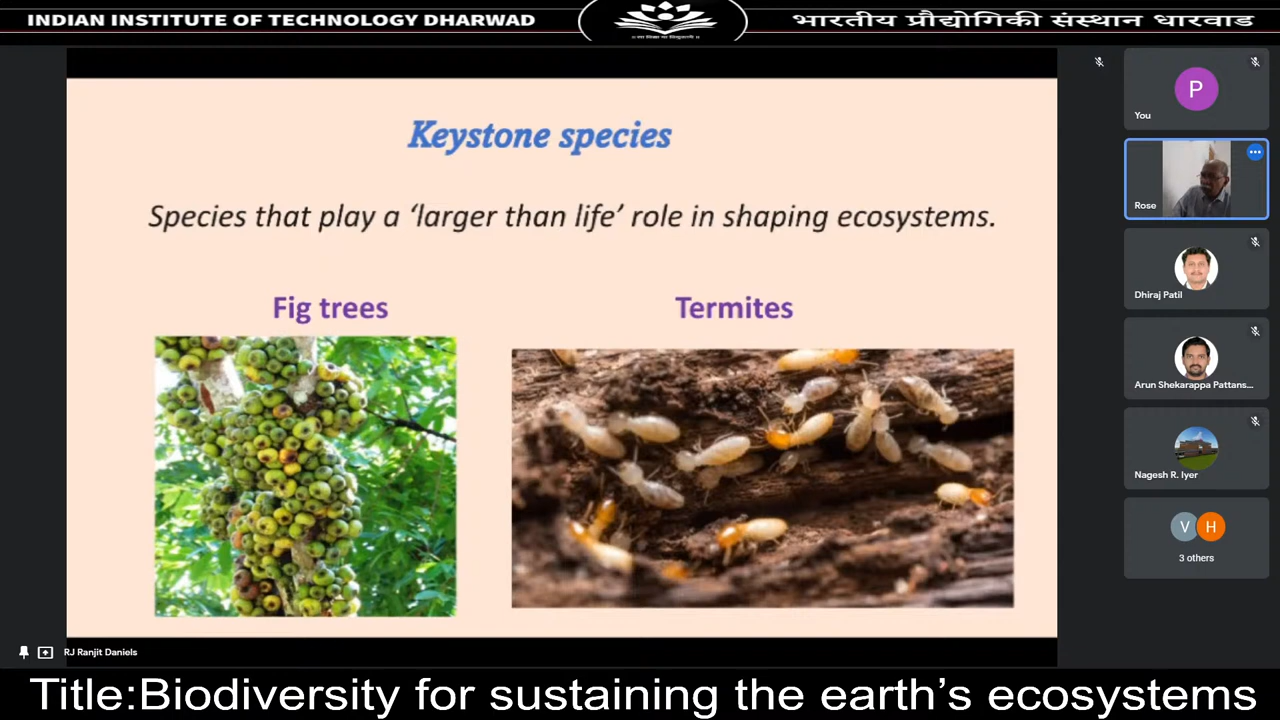 INDIAN INSTITUTE OF TECHNOLOGY DHARWAD
भारतीय प्रौद्योगिकी संस्थान धारवाड
Keystone species
Species that play a ‘larger than life’ role in shaping ecosystems.
Fig trees
Termites
P
You
Rose
Dhiraj Patil
Arun Shekarappa Pattans...
Nagesh R. Iyer
V H
3 others
RJ Ranjit Daniels
Title:Biodiversity for sustaining the earth’s ecosystems